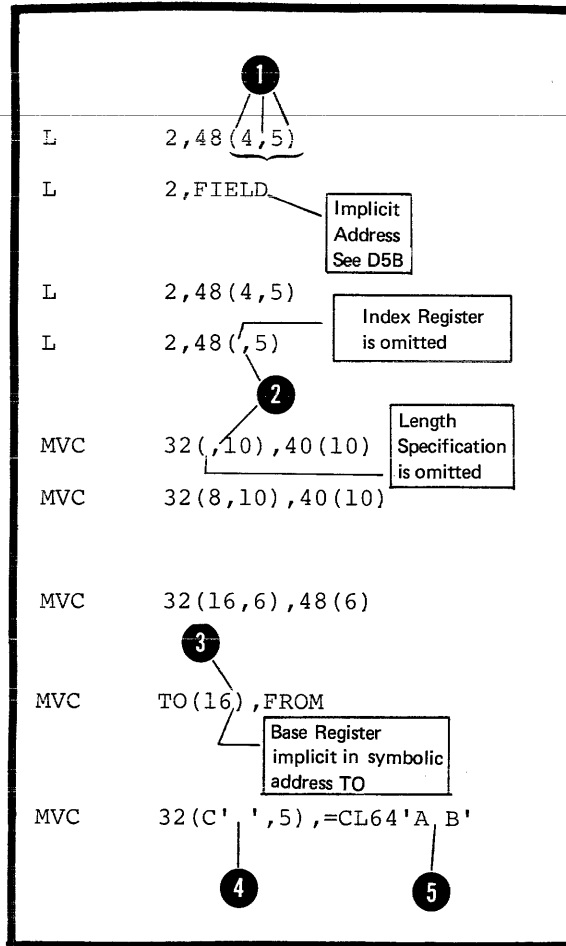 1
L 2,48(4,5)
L 2,FIELD
Implicit
Address
See D5B
L 2,48(4,5)
Index Register
is omitted
L 2,48(,5)
2
Length
Specification
is omitted
MVC 32(,10),40(10)
MVC 32(8,10),40(10)
MVC 32(16,6),48(6)
3
MVC TO(16),FROM
Base Register
implicit in symbolic
address TO
MVC 32(C' ',5),=CL64'A B'
4
5